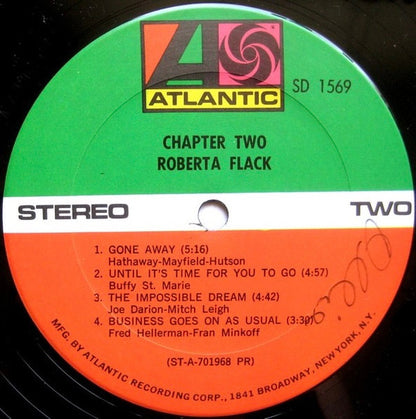 ATLANTIC
SD 1569
CHAPTER TWO
ROBERTA FLACK
STEREO
TWO
1. GONE AWAY (5:16)
Hathaway-Mayfield-Hutson
2. UNTIL IT'S TIME FOR YOU TO GO (4:57)
Buffy St. Marie
3. THE IMPOSSIBLE DREAM (4:42)
Joe Darion-Mitch Leigh
4. BUSINESS GOES ON AS USUAL (3:30)
Fred Hellerman-Fran Minkoff
(ST-A-701968 PR)
MFG. BY ATLANTIC RECORDING CORP., 1841 BROADWAY, NEW YORK, N.Y.